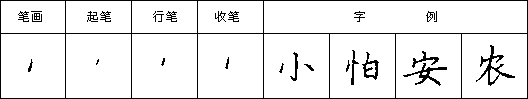 笔画 起笔 行笔 收笔 字例
小 怕 安 农